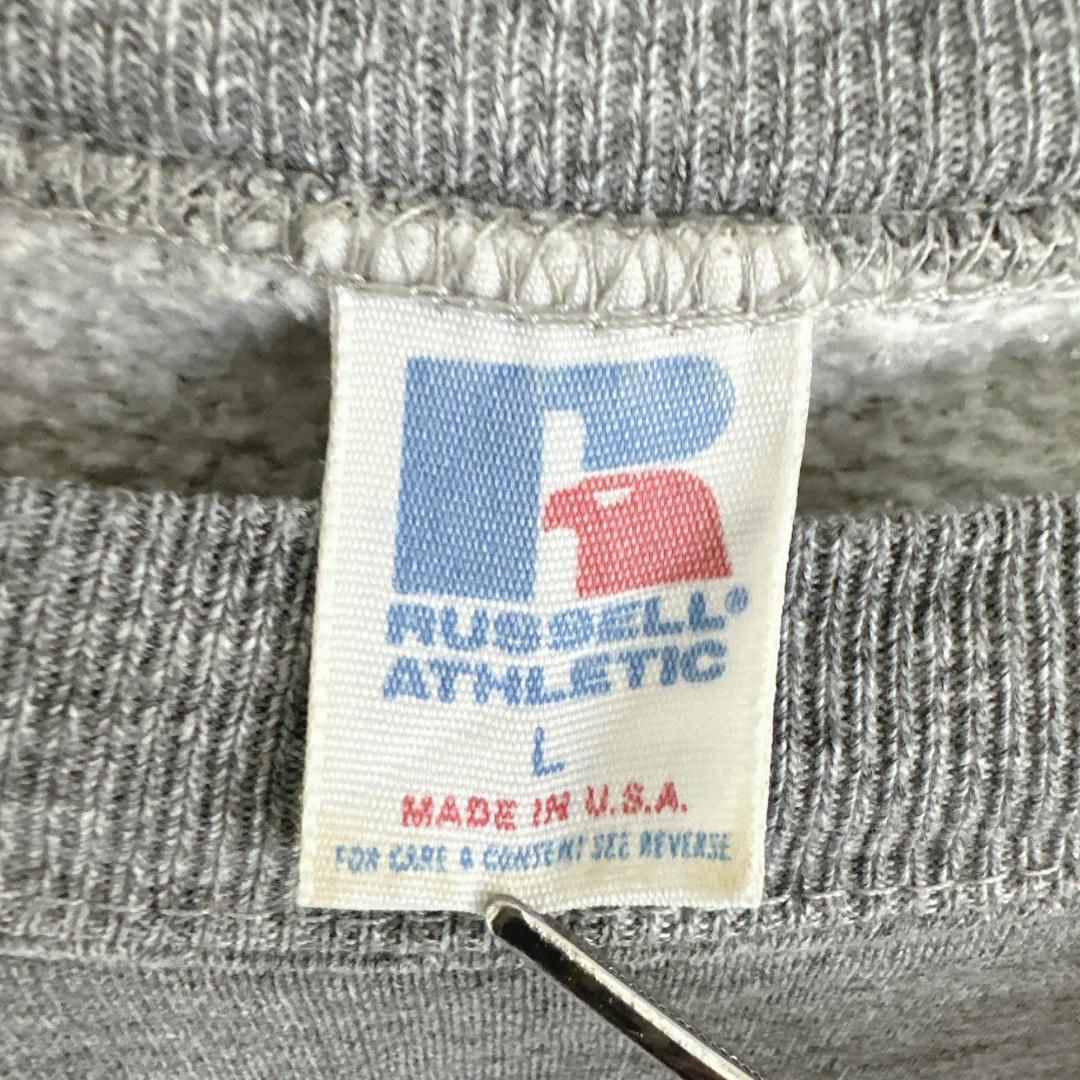 RUSSELL®
ATHLETIC
L
MADE IN U.S.A.
FOR CARE & CONTENT SEE REVERSE